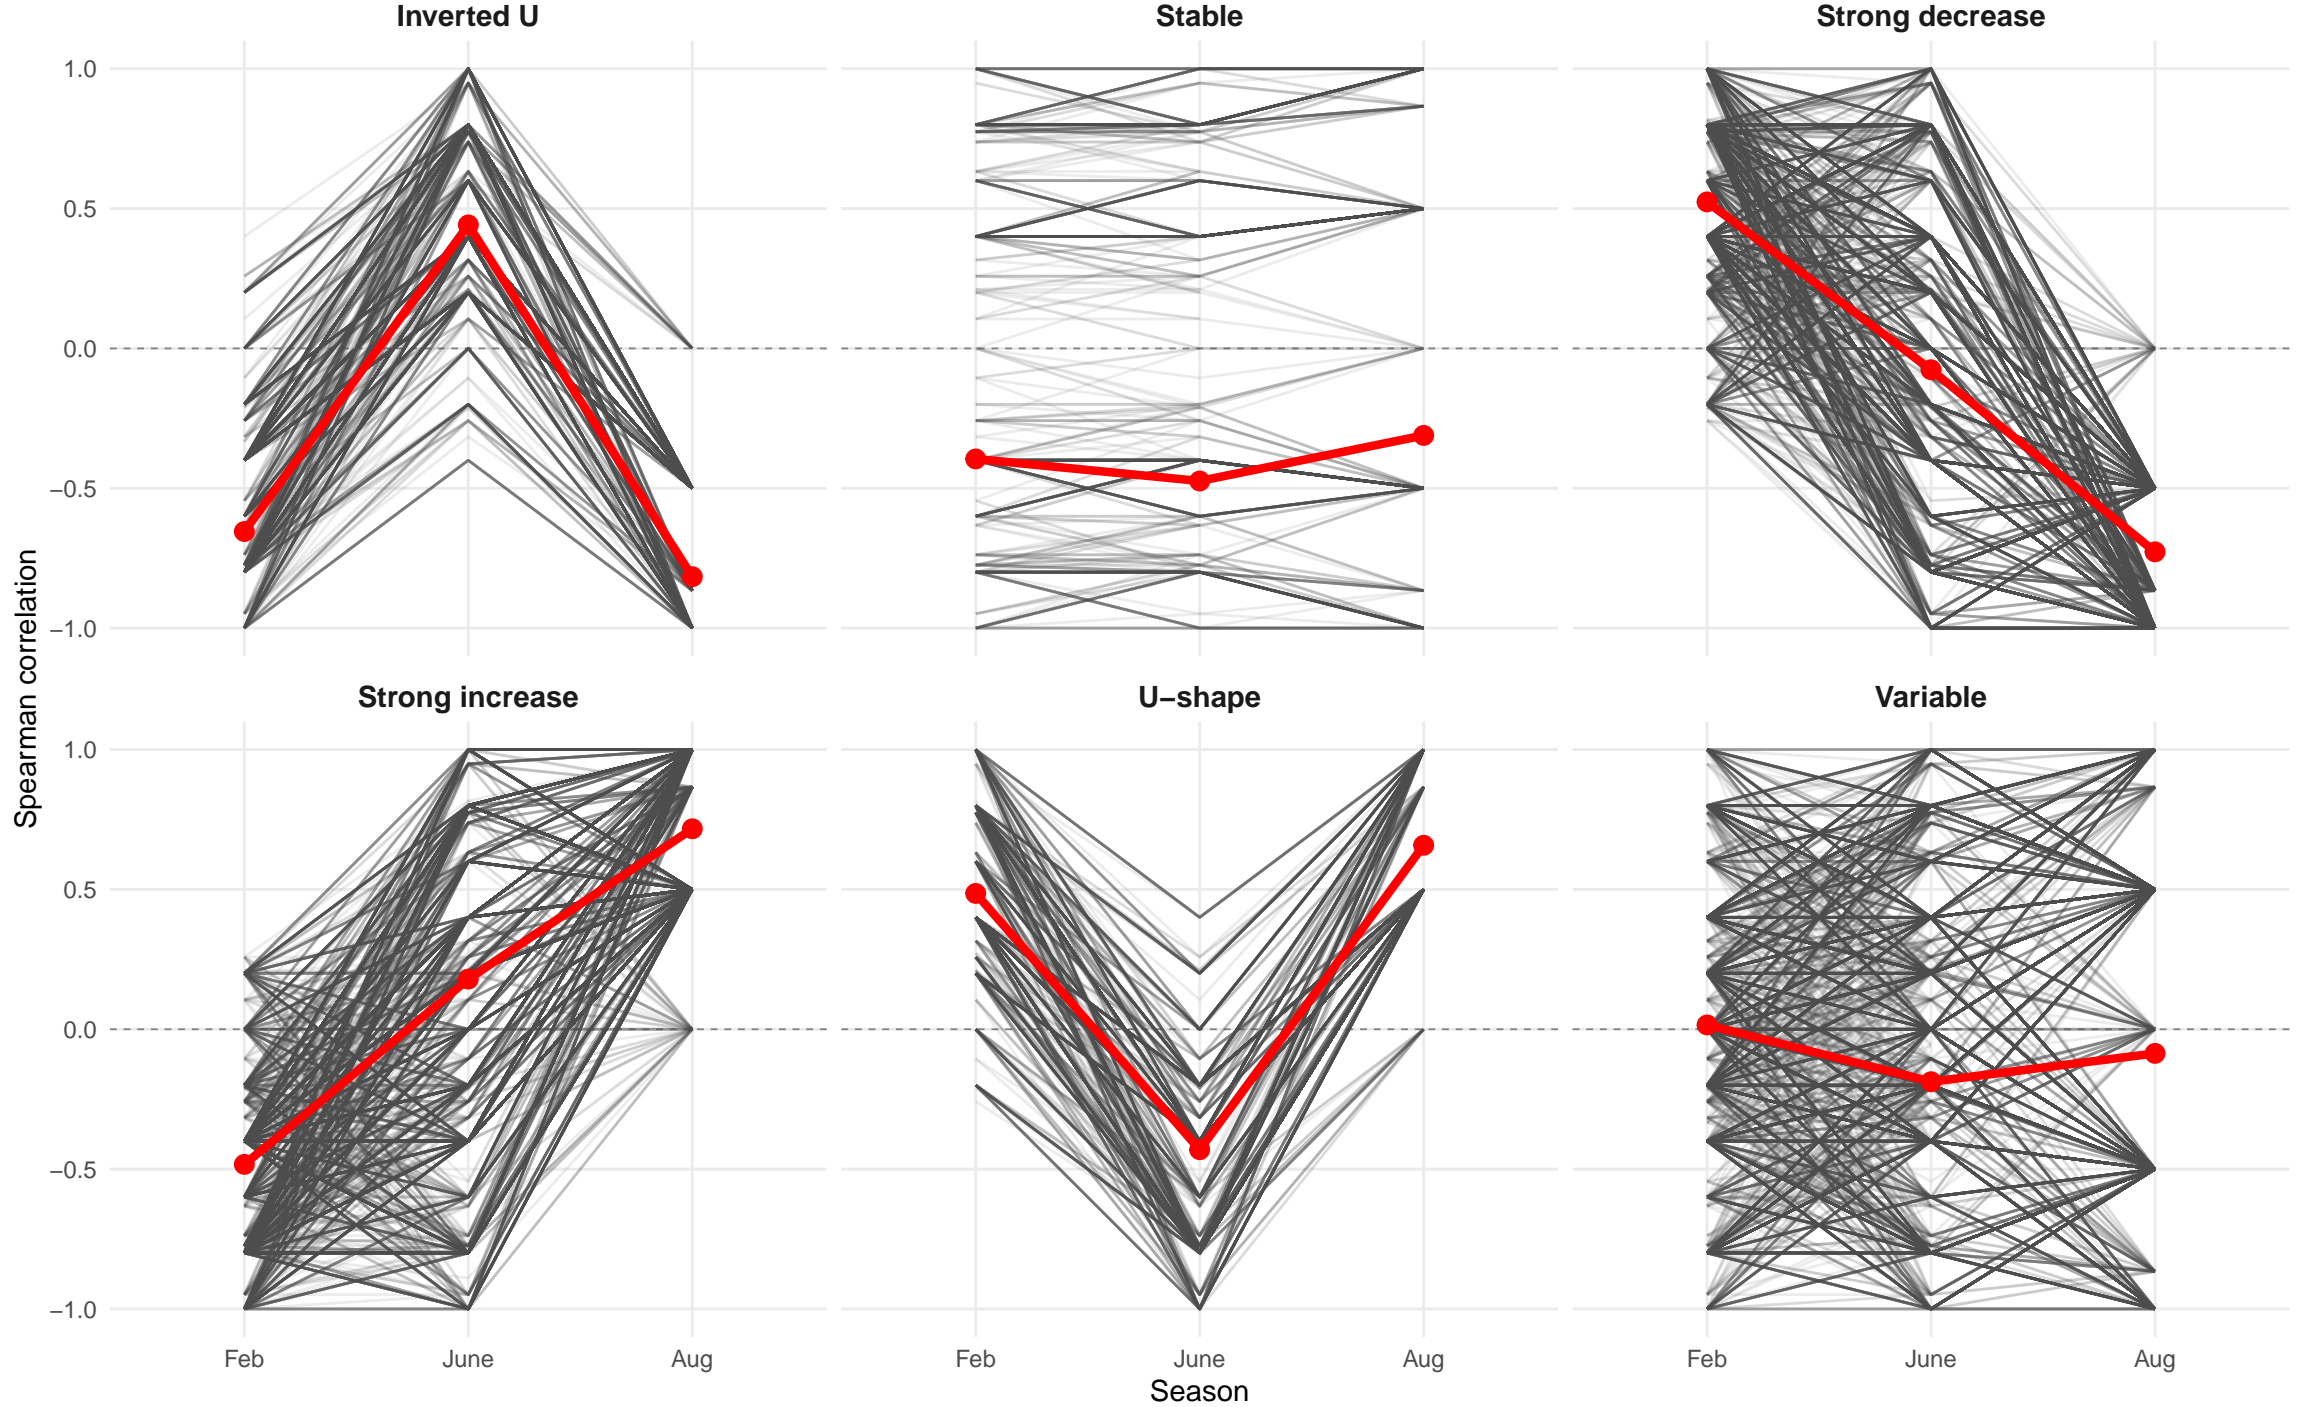 Inverted U
Stable
Strong decrease
1.0
0.5
0.0
−0.5
−1.0
Spearman correlation
Strong increase
U−shape
Variable
1.0
0.5
0.0
−0.5
−1.0
Feb
June
Aug
Feb
June
Aug
Feb
June
Aug
Season